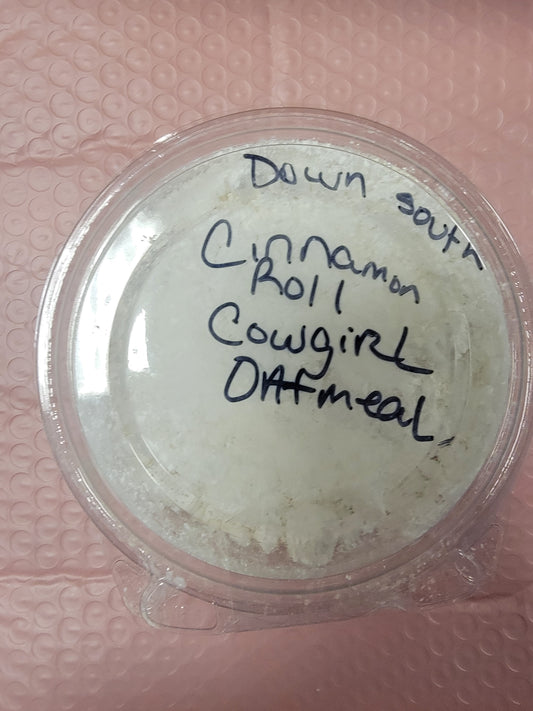 Down south
Cinnamon
Roll
CowgiRL
OAtmeal